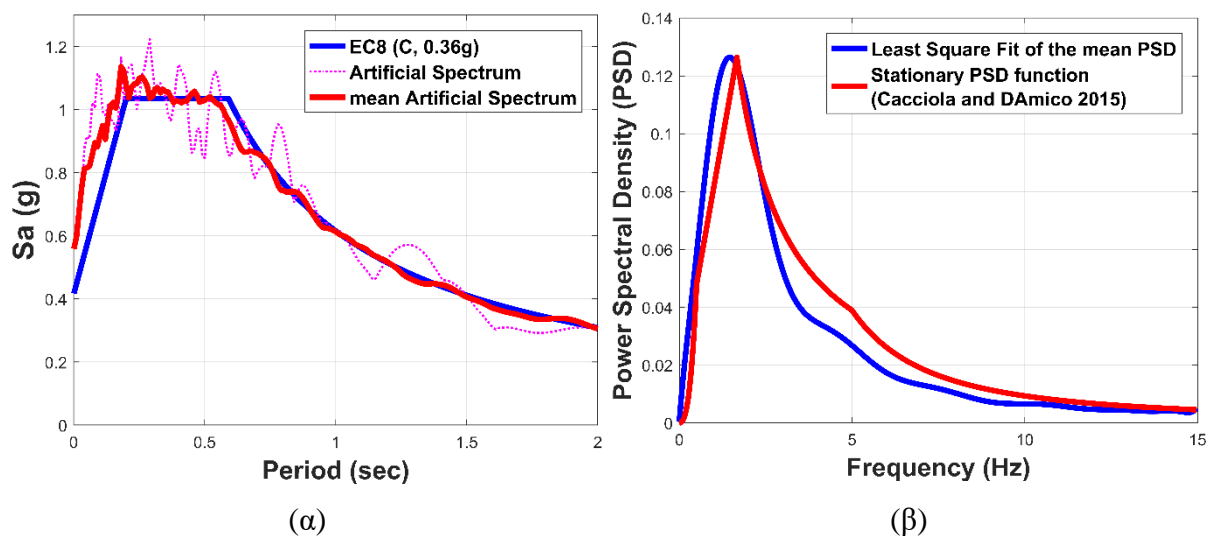 EC8 (C, 0.36g)
Artificial Spectrum
mean Artificial Spectrum
1.2
1
0.8
0.6
0.4
0.2
0
0
0.5
1
1.5
2
Sa (g)
Period (sec)
(α)
Least Square Fit of the mean PSD
Stationary PSD function
(Cacciola and DAmico 2015)
0.14
0.12
0.1
0.08
0.06
0.04
0.02
0
0
5
10
15
Power Spectral Density (PSD)
Frequency (Hz)
(β)